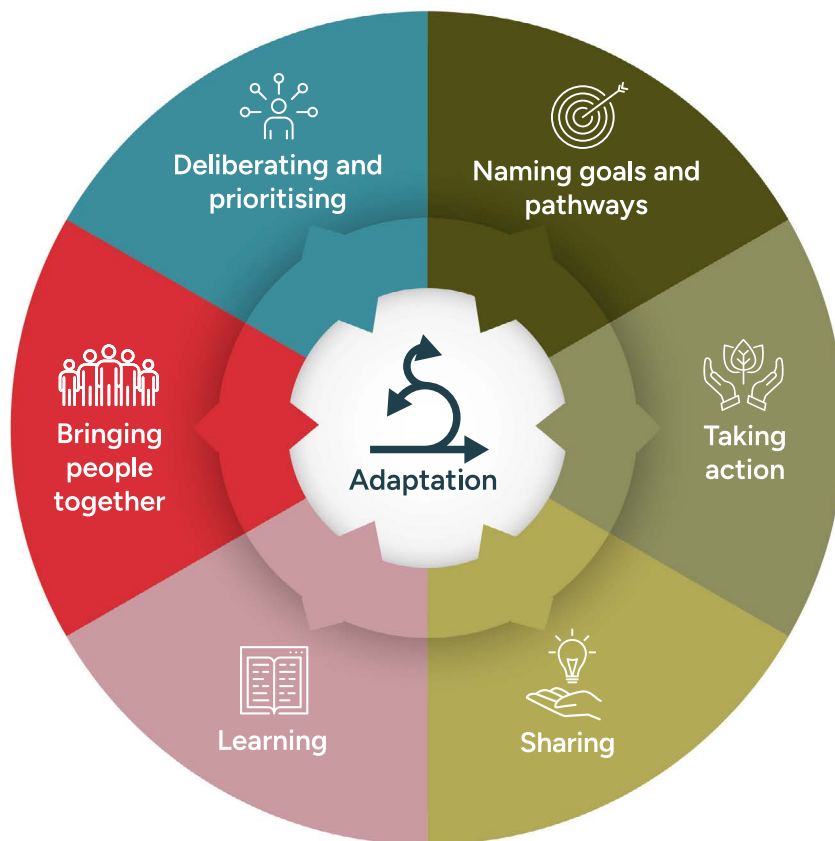 Deliberating and
prioritising
Naming goals and
pathways
Bringing
people
together
Taking
action
Adaptation
Learning
Sharing